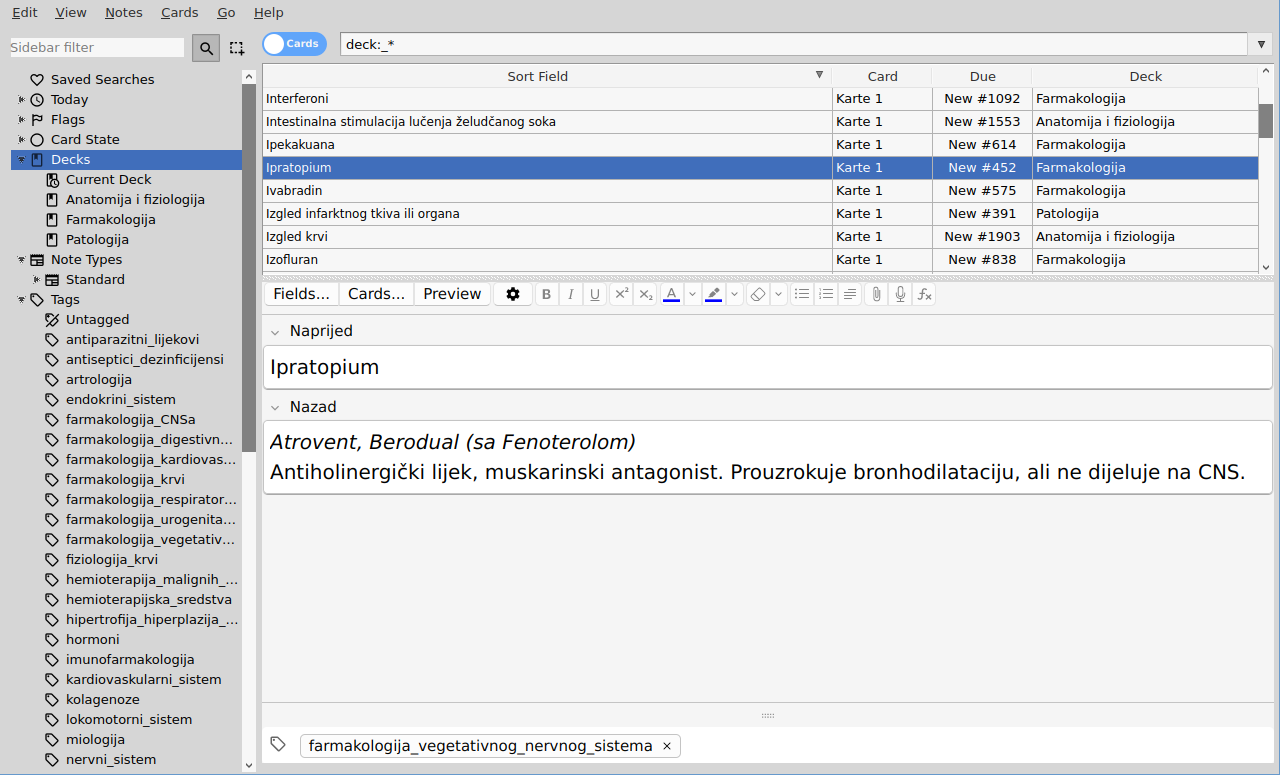 Edit View Notes Cards Go Help
Sidebar filter
Cards
deck:_*
Saved Searches
Today
Flags
Card State
Decks
Current Deck
Anatomija i fiziologija
Farmakologija
Patologija
Note Types
Standard
Tags
Untagged
antiparazitni_lijekovi
antiseptici_dezinficijensi
artrologija
endokrini_sistem
farmakologija_CNSa
farmakologija_digestivn...
farmakologija_kardiovas...
farmakologija_krvi
farmakologija_respirator...
farmakologija_urogenita...
farmakologija_vegetativ...
fiziologija_krvi
hemioterapija_malignih_...
hemioterapijska_sredstva
hipertrofija_hiperplazija_...
hormoni
imunofarmakologija
kardiovaskularni_sistem
kolagenoze
lokomotorni_sistem
miologija
nervni_sistem
Sort Field Card Due Deck
Interferoni Karte 1 New #1092 Farmakologija
Intestinalna stimulacija lučenja želudčanog soka Karte 1 New #1553 Anatomija i fiziologija
Ipekakuana Karte 1 New #614 Farmakologija
Ipratopium Karte 1 New #452 Farmakologija
Ivabradin Karte 1 New #575 Farmakologija
Izgled infarktnog tkiva ili organa Karte 1 New #391 Patologija
Izgled krvi Karte 1 New #1903 Anatomija i fiziologija
Izofluran Karte 1 New #838 Farmakologija
Fields... Cards... Preview B I U x² x₂ A fx
Naprijed
Ipratopium
Nazad
Atrovent, Berodual (sa Fenoterolom)
Antiholinergički lijek, muskarinski antagonist. Prouzrokuje bronhodilataciju, ali ne dijeluje na CNS.
farmakologija_vegetativnog_nervnog_sistema ×